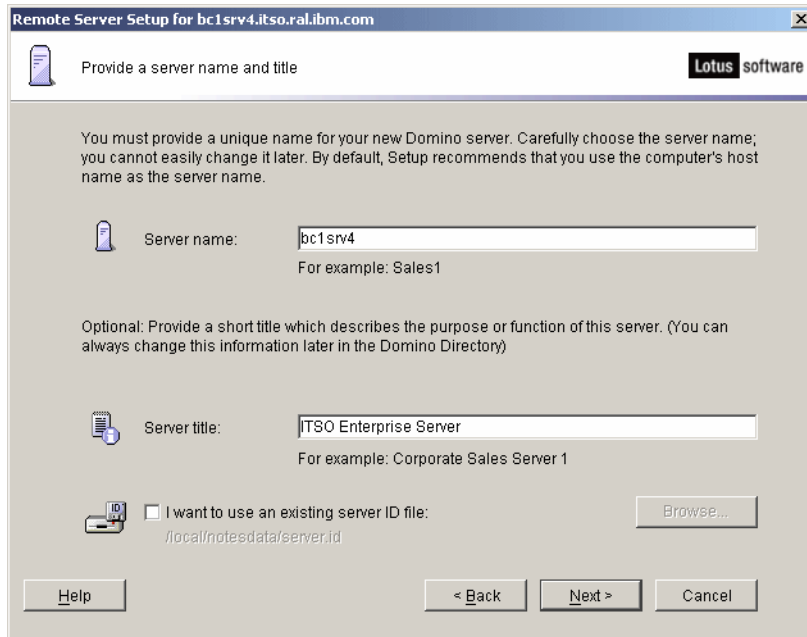 Remote Server Setup for bc1srv4.itso.ral.ibm.com
Provide a server name and title
Lotus software
You must provide a unique name for your new Domino server. Carefully choose the server name;
you cannot easily change it later. By default, Setup recommends that you use the computer's host
name as the server name.
Server name:
bc1srv4
For example: Sales1
Optional: Provide a short title which describes the purpose or function of this server. (You can
always change this information later in the Domino Directory)
Server title:
ITSO Enterprise Server
For example: Corporate Sales Server 1
ID
I want to use an existing server ID file:
Browse...
/local/notesdata/server.id
Help
< Back
Next >
Cancel